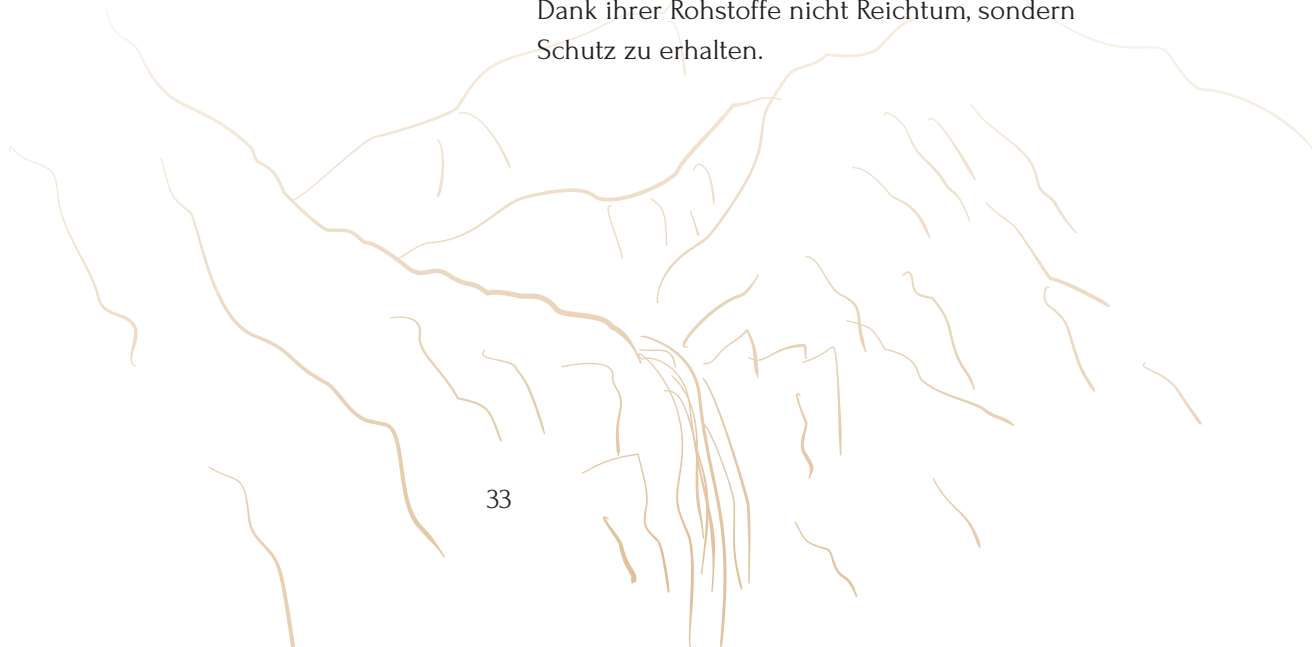 Dank ihrer Rohstoffe nicht Reichtum, sondern
Schutz zu erhalten.
33